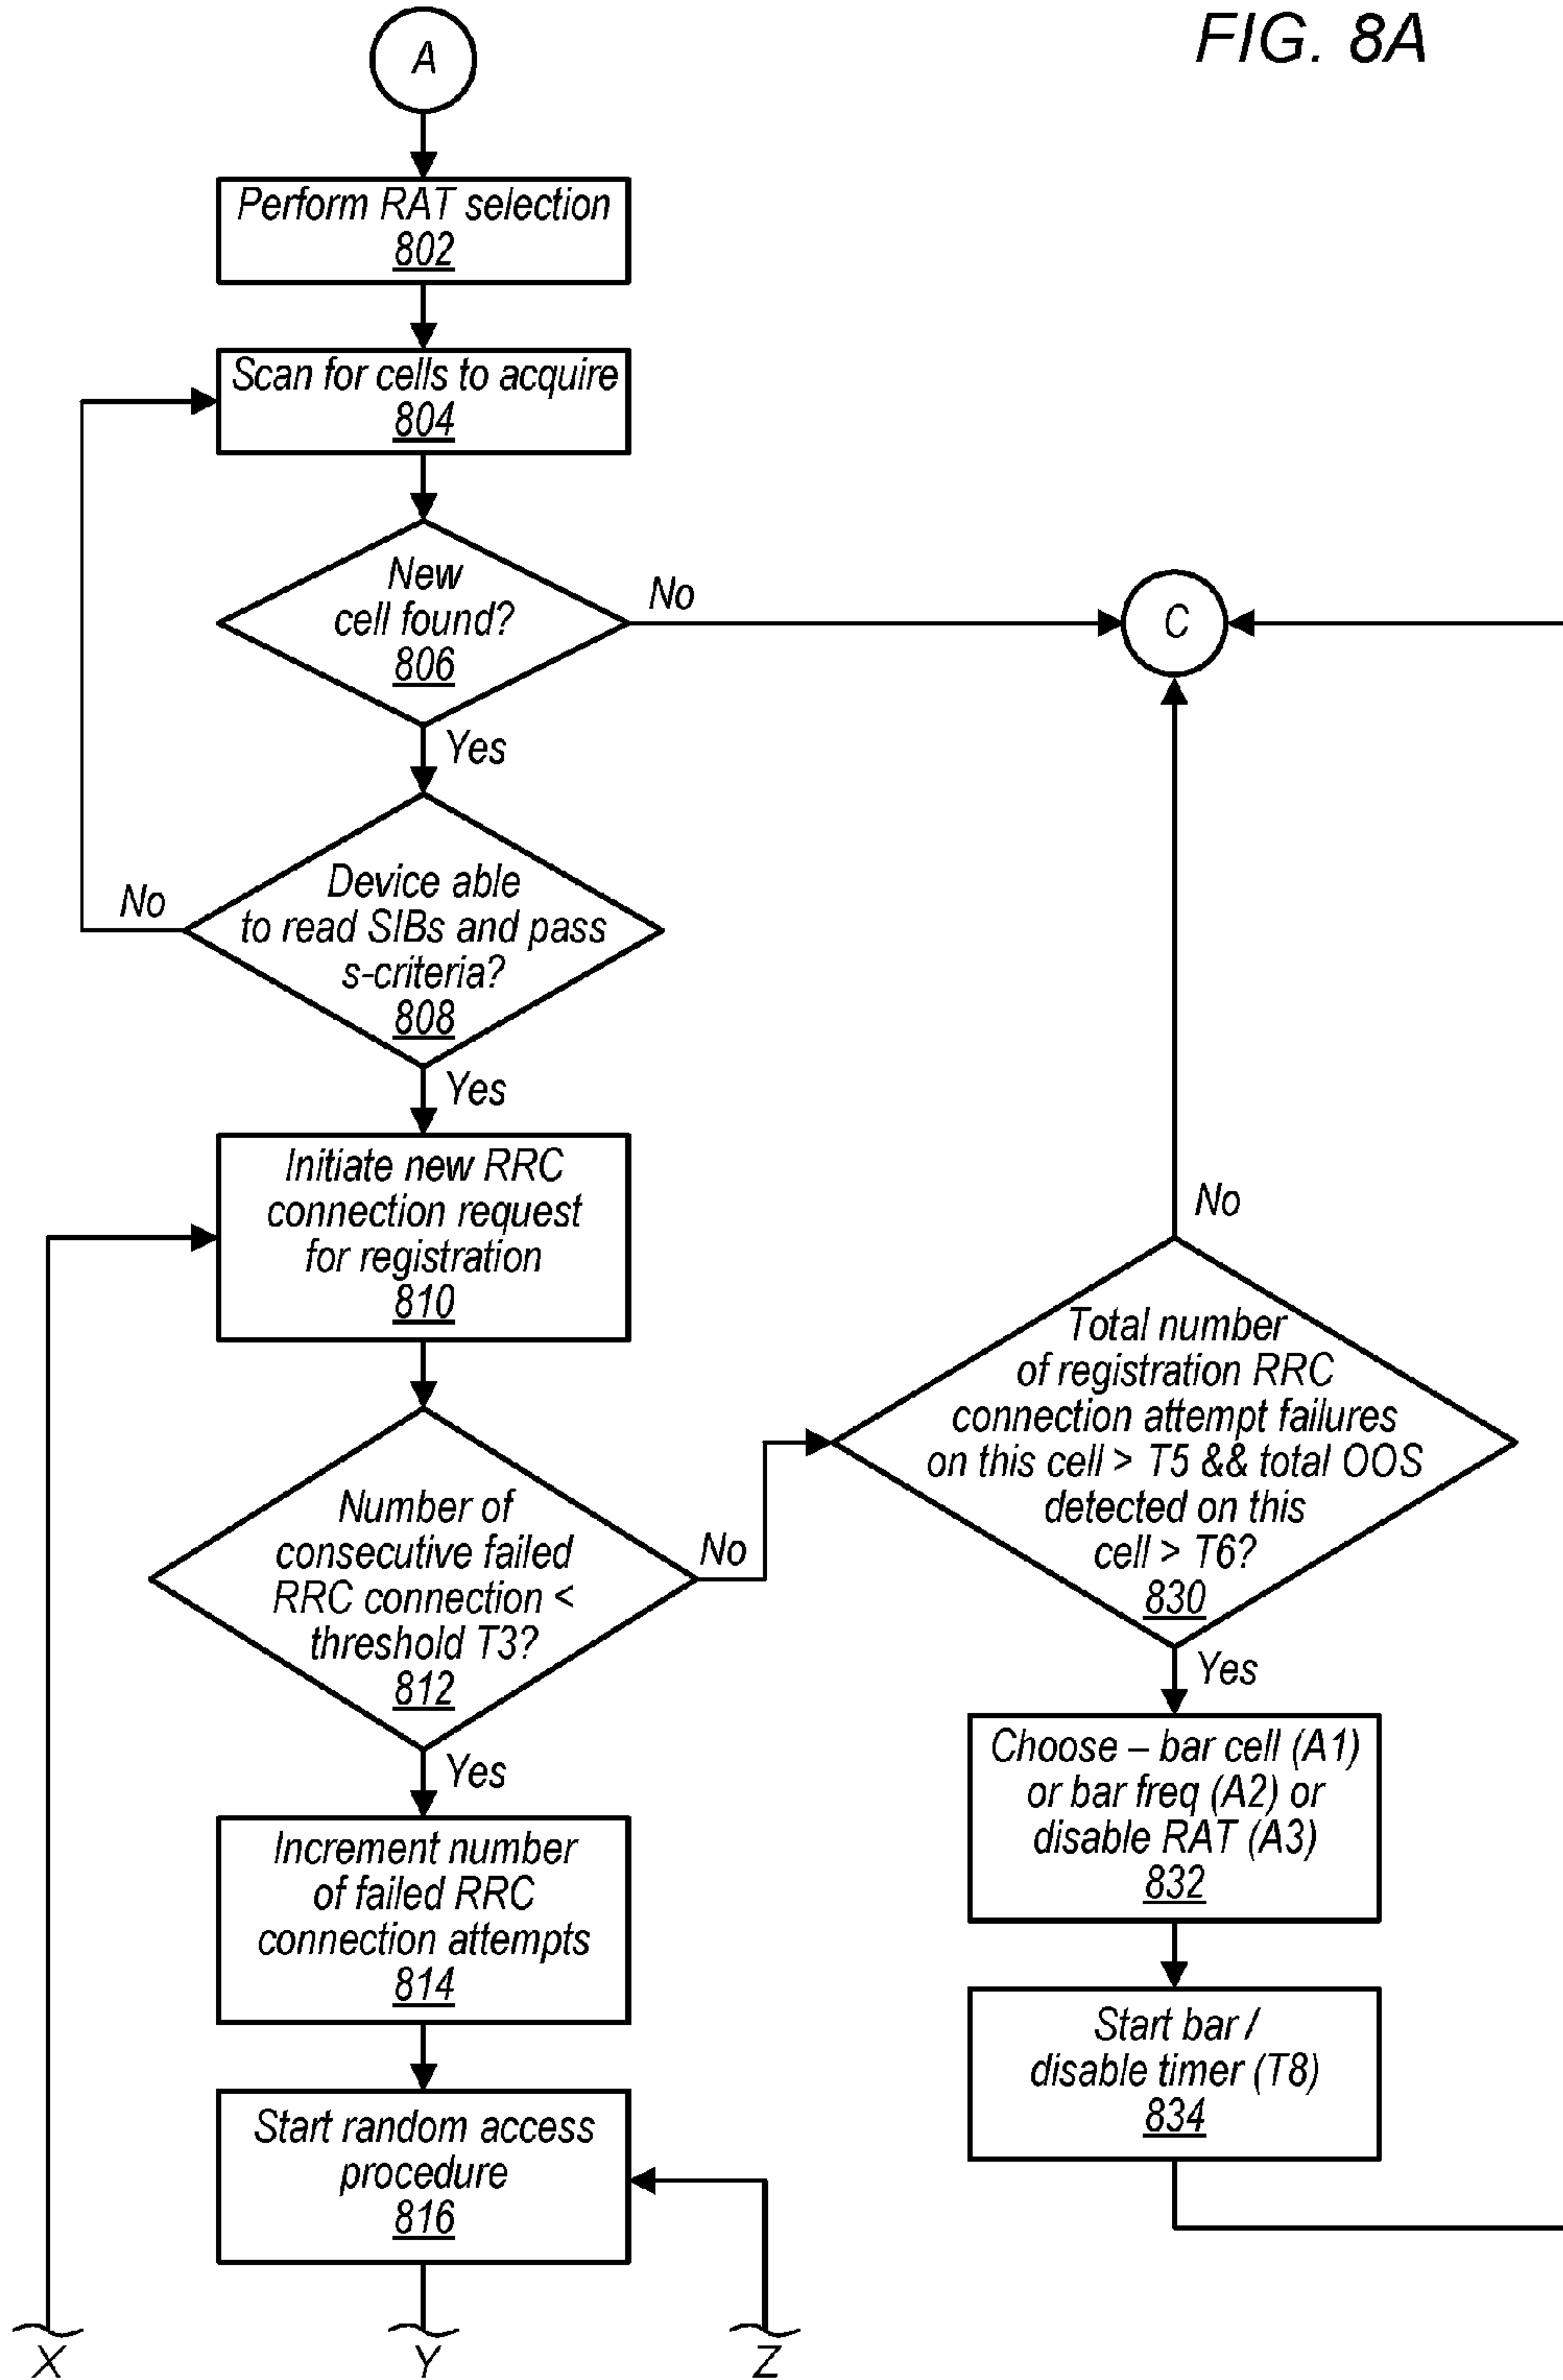 FIG. 8A
A
Perform RAT selection
802
Scan for cells to acquire
804
New
cell found?
806
No
C
Yes
Device able
to read SIBs and pass
s-criteria?
808
No
Yes
Initiate new RRC
connection request
for registration
810
Number of
consecutive failed
RRC connection <
threshold T3?
812
No
Yes
Increment number
of failed RRC
connection attempts
814
Start random access
procedure
816
No
Total number
of registration RRC
connection attempt failures
on this cell > T5 && total OOS
detected on this
cell > T6?
830
Yes
Choose – bar cell (A1)
or bar freq (A2) or
disable RAT (A3)
832
Start bar /
disable timer (T8)
834
X
Y
Z